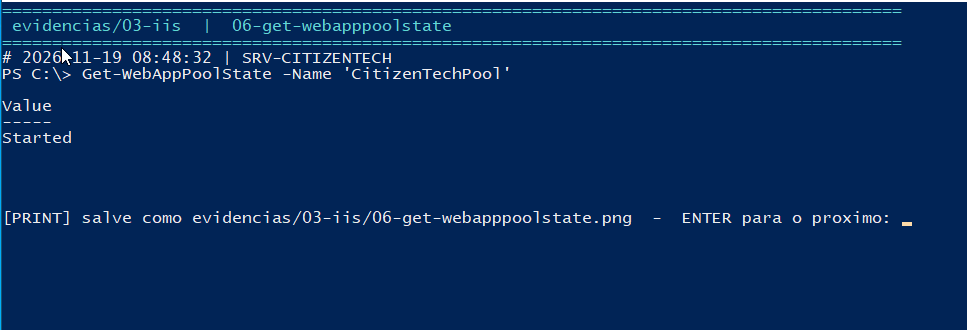 ==========================================================================================
evidencias/03-iis | 06-get-webapppoolstate
==========================================================================================
# 2026-11-19 08:48:32 | SRV-CITIZENTECH
PS C:\> Get-WebAppPoolState -Name 'CitizenTechPool'
Value
-----
Started
[PRINT] salve como evidencias/03-iis/06-get-webapppoolstate.png - ENTER para o proximo: _